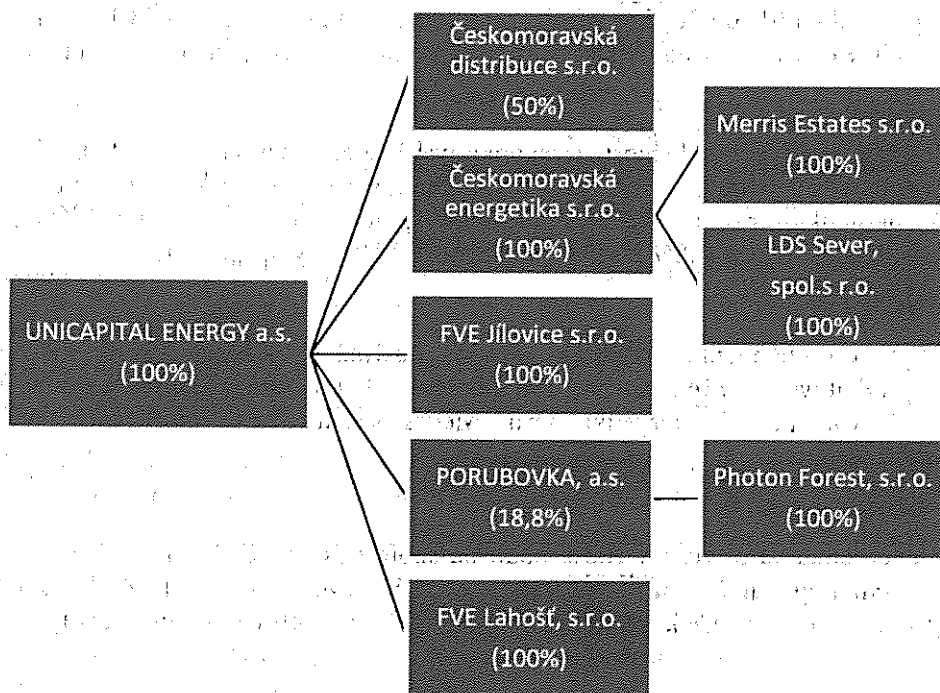 Českomoravská
distribuce s.r.o.
(50%)
Merris Estates s.r.o.
(100%)
Českomoravská
energetika s.r.o.
(100%)
LDS Sever,
spol.s r.o.
(100%)
UNICAPITAL ENERGY a.s.
(100%)
FVE Jílovice s.r.o.
(100%)
PORUBOVKA, a.s.
(18,8%)
Photon Forest, s.r.o.
(100%)
FVE Lahošť, s.r.o.
(100%)